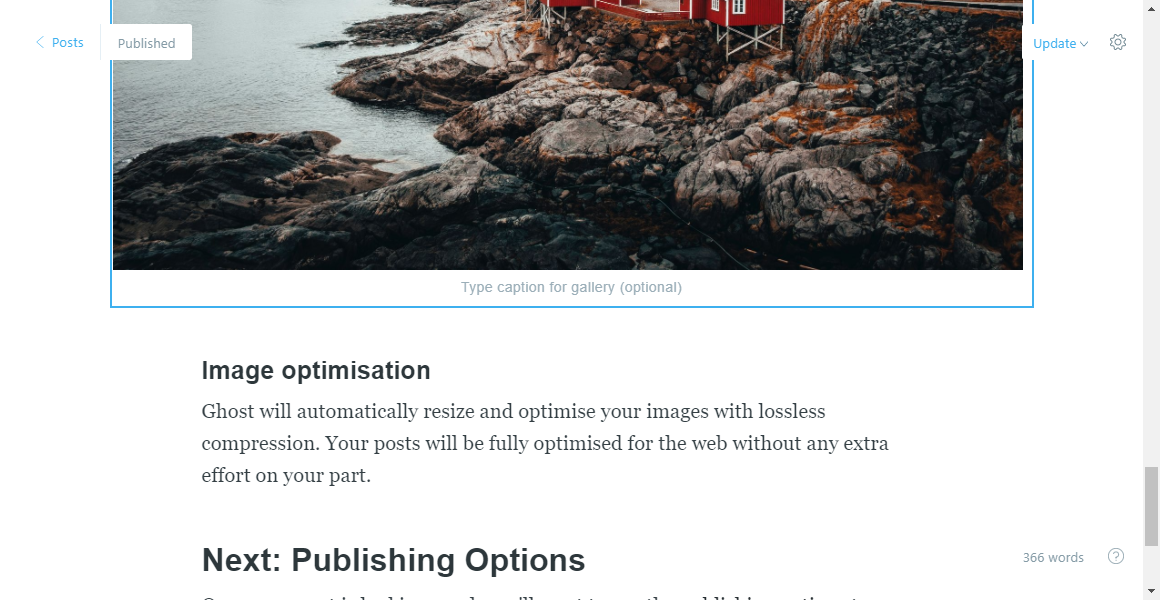 Posts
Published
Update
Type caption for gallery (optional)
Image optimisation
Ghost will automatically resize and optimise your images with lossless
compression. Your posts will be fully optimised for the web without any extra
effort on your part.
Next: Publishing Options
366 words